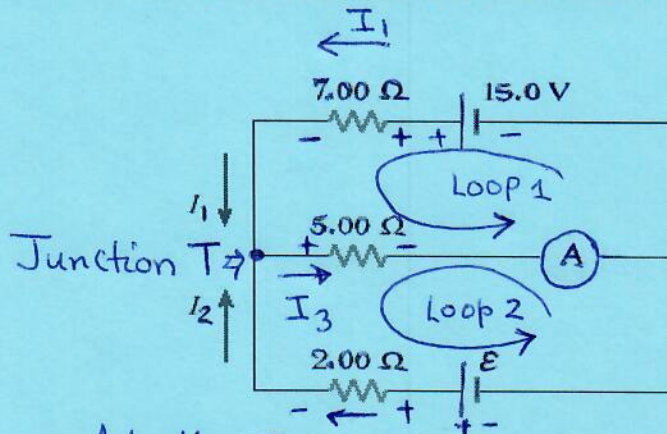 I₁
7.00 Ω 15.0 V
- + + -
Loop 1
I₁
5.00 Ω
+ -
A
Junction T
I₃
I₂
Loop 2
2.00 Ω ε
- + + -